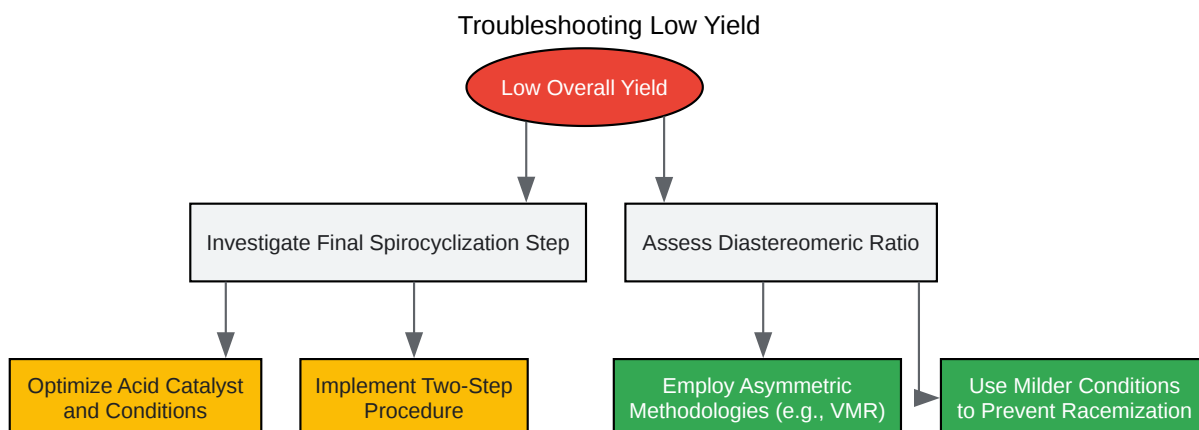 Troubleshooting Low Yield
Low Overall Yield
Investigate Final Spirocyclization Step
Assess Diastereomeric Ratio
Optimize Acid Catalyst
and Conditions
Implement Two-Step
Procedure
Employ Asymmetric
Methodologies (e.g., VMR)
Use Milder Conditions
to Prevent Racemization